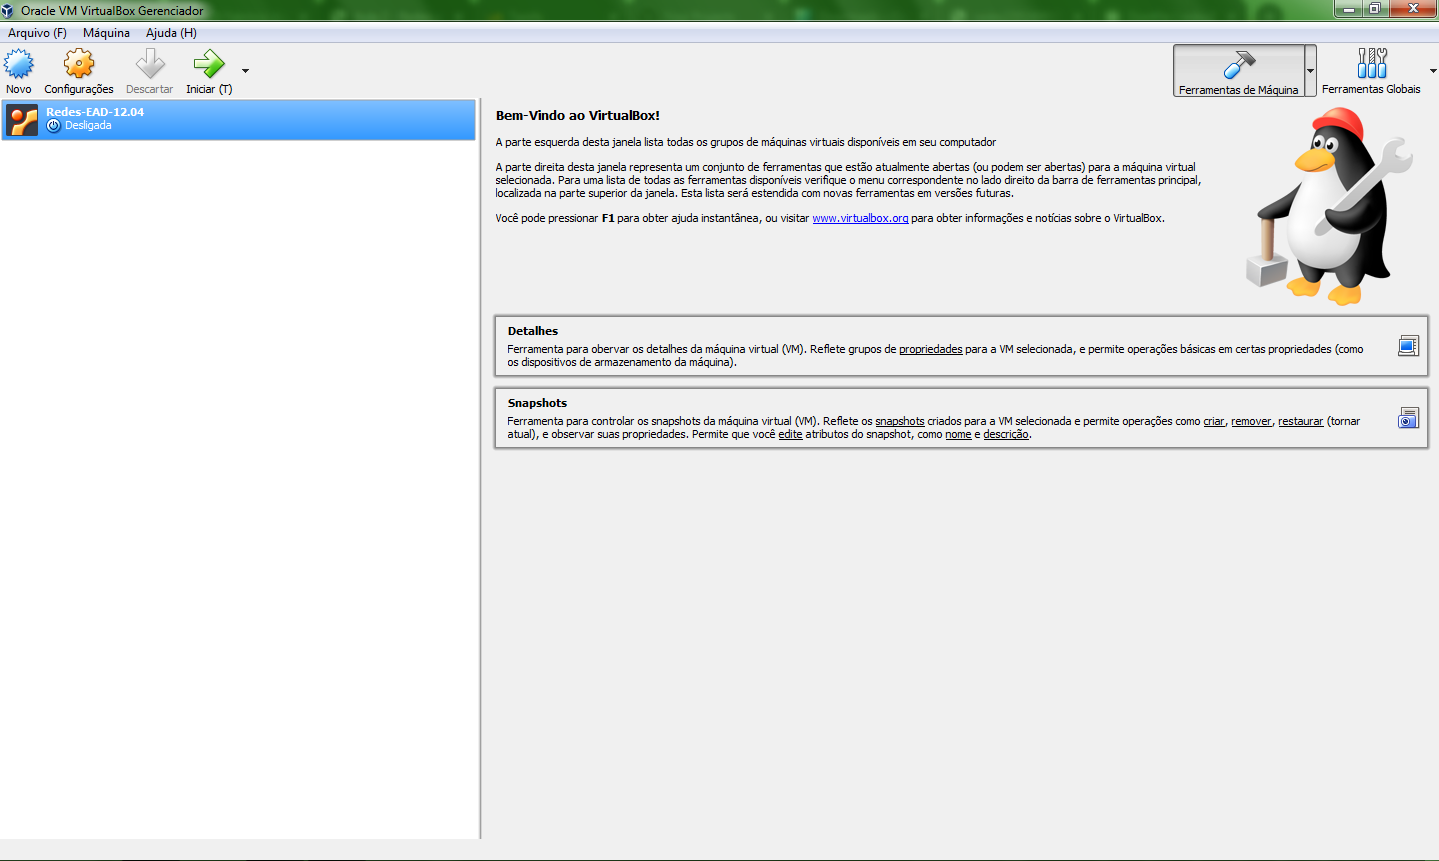 Oracle VM VirtualBox Gerenciador
Arquivo (F) Máquina Ajuda (H)
Novo Configurações Descartar Iniciar (T) Ferramentas de Máquina Ferramentas Globais
Redes-EAD-12.04
Desligada
Bem-Vindo ao VirtualBox!
A parte esquerda desta janela lista todas os grupos de máquinas virtuais disponíveis em seu computador
A parte direita desta janela representa um conjunto de ferramentas que estão atualmente abertas (ou podem ser abertas) para a máquina virtual
selecionada. Para uma lista de todas as ferramentas disponíveis verifique o menu correspondente no lado direito da barra de ferramentas principal,
localizada na parte superior da janela. Esta lista será estendida com novas ferramentas em versões futuras.
Você pode pressionar F1 para obter ajuda instantânea, ou visitar www.virtualbox.org para obter informações e notícias sobre o VirtualBox.
Detalhes
Ferramenta para obervar os detalhes da máquina virtual (VM). Reflete grupos de propriedades para a VM selecionada, e permite operações básicas em certas propriedades (como
os dispositivos de armazenamento da máquina).
Snapshots
Ferramenta para controlar os snapshots da máquina virtual (VM). Reflete os snapshots criados para a VM selecionada e permite operações como criar, remover, restaurar (tornar
atual), e observar suas propriedades. Permite que você edite atributos do snapshot, como nome e descrição.